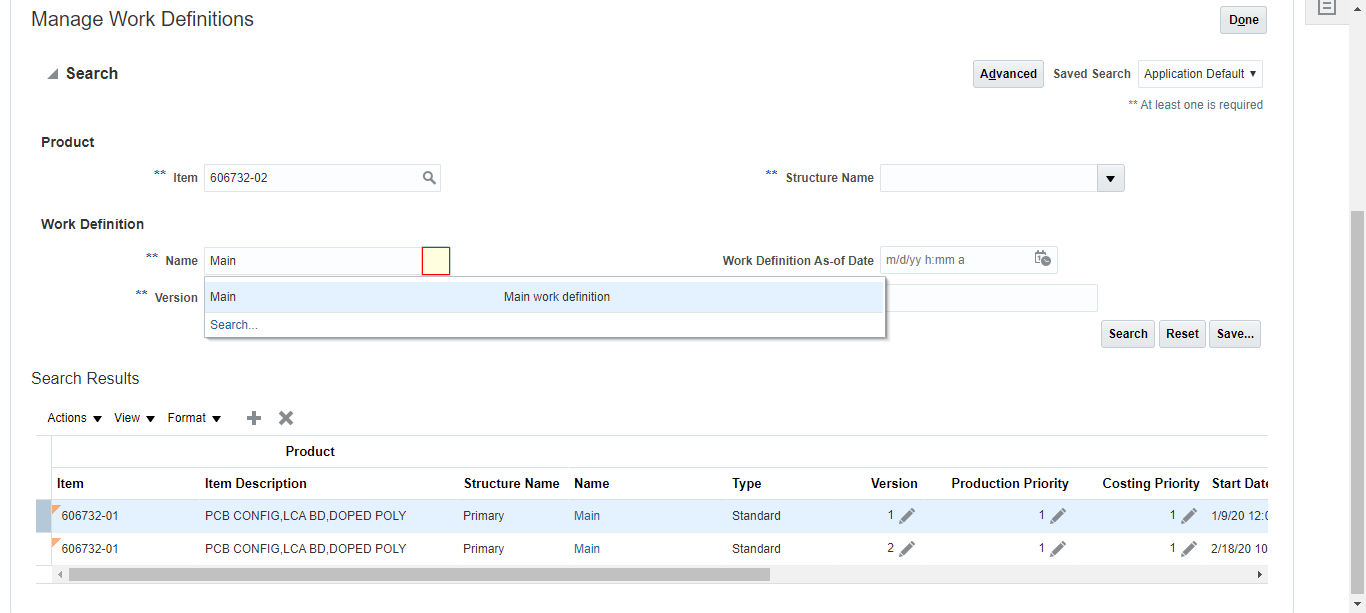 Manage Work Definitions
Done
Search
Advanced Saved Search Application Default
** At least one is required
Product
** Item 606732-02 ** Structure Name
Work Definition
** Name Main Work Definition As-of Date m/d/yy h:mm a
** Version Main Main work definition
Search...
Search Reset Save...
Search Results
Actions View Format
Product
Item Item Description Structure Name Name Type Version Production Priority Costing Priority Start Date
606732-01 PCB CONFIG,LCA BD,DOPED POLY Primary Main Standard 1 1 1 1/9/20 12:0
606732-01 PCB CONFIG,LCA BD,DOPED POLY Primary Main Standard 2 1 1 2/18/20 10